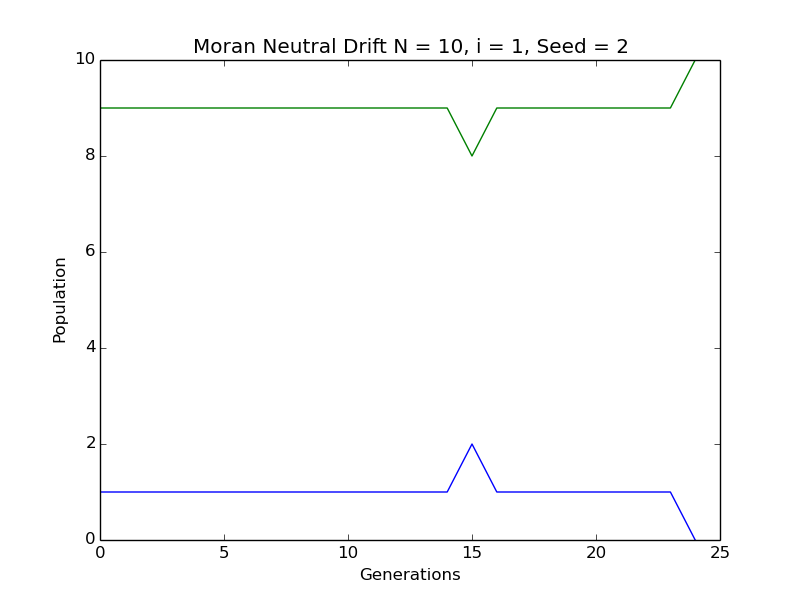 Moran Neutral Drift N = 10, i = 1, Seed = 2
10
8
6
4
2
0
Population
0 5 10 15 20 25
Generations